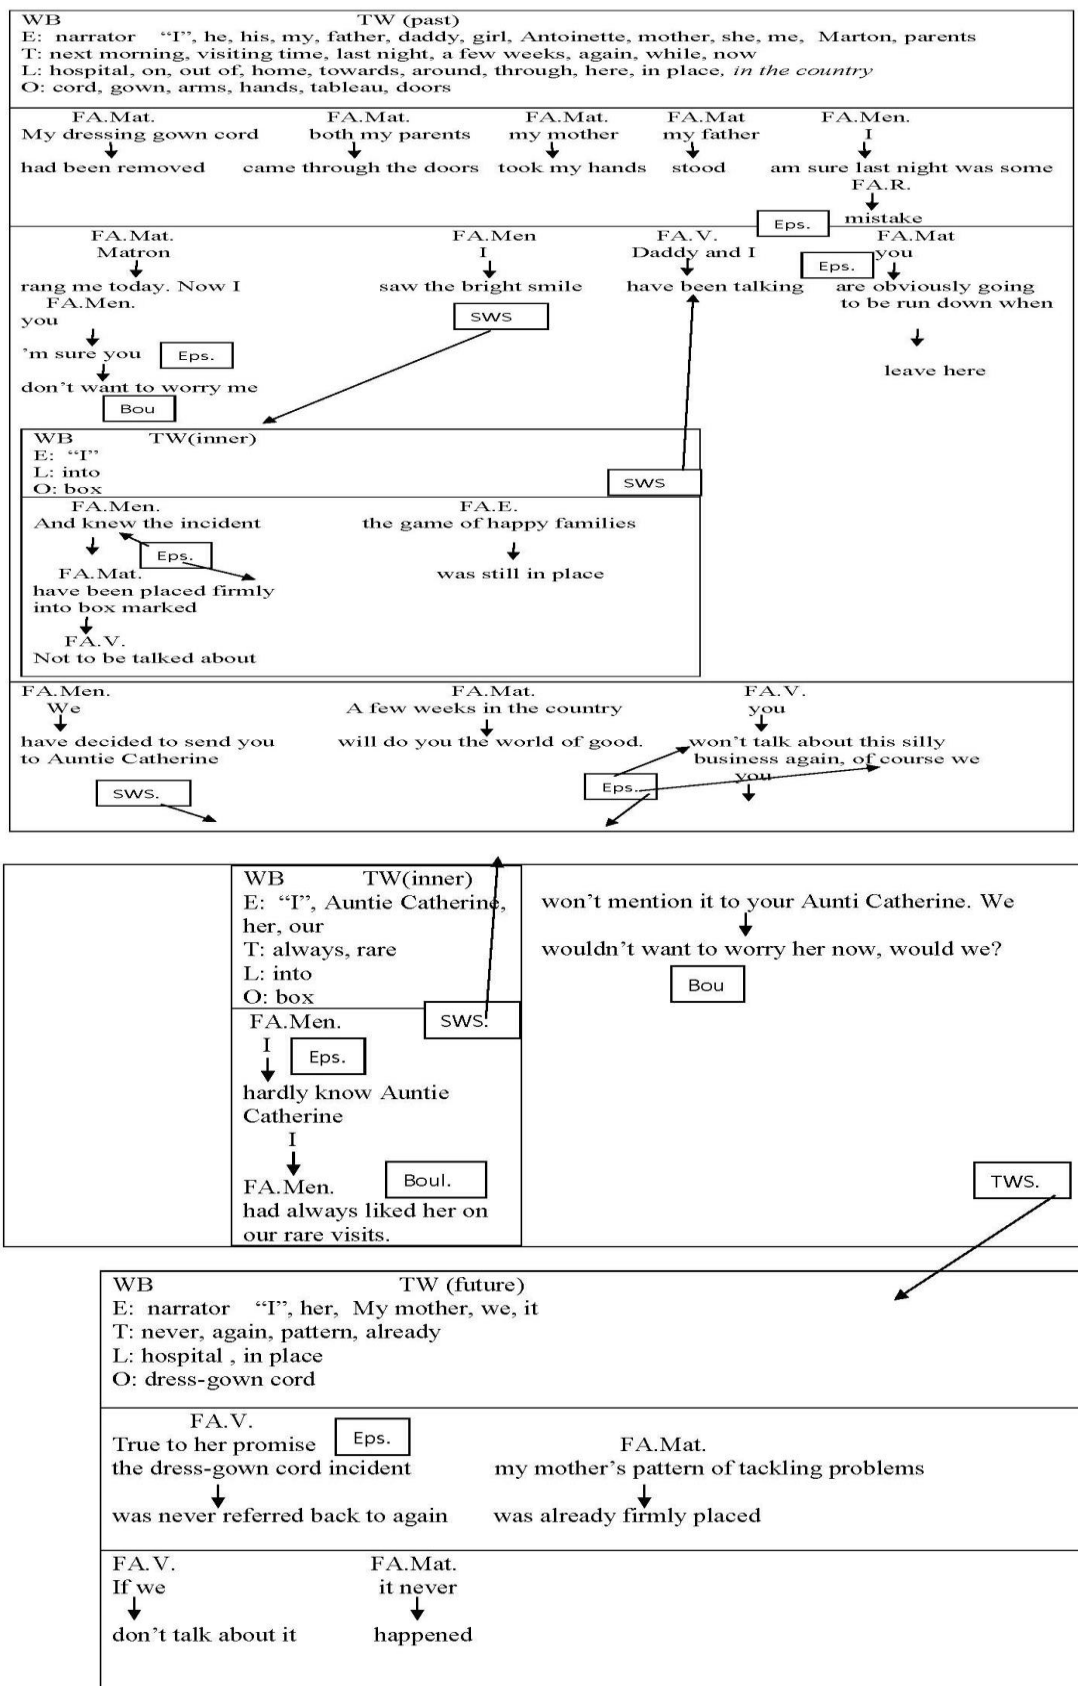 WB TW (past)
E: narrator “I”, he, his, my, father, daddy, girl, Antoinette, mother, she, me, Marton, parents
T: next morning, visiting time, last night, a few weeks, again, while, now
L: hospital, on, out of, home, towards, around, through, here, in place, in the country
O: cord, gown, arms, hands, tableau, doors
FA.Mat. FA.Mat. FA.Mat. FA.Mat FA.Men.
My dressing gown cord both my parents my mother my father I
had been removed came through the doors took my hands stood am sure last night was some
FA.R.
Eps. mistake
FA.Mat. FA.Men FA.V. FA.Mat
Matron I Daddy and I Eps. you
rang me today. Now I saw the bright smile have been talking are obviously going
FA.Men. to be run down when
you SWS
'm sure you Eps.
leave here
don't want to worry me
Bou
WB TW(inner)
E: “I”
L: into
O: box SWS
FA.Men. FA.E.
And knew the incident the game of happy families
Eps.
FA.Mat. was still in place
have been placed firmly
into box marked
FA.V.
Not to be talked about
FA.Men. FA.Mat. FA.V.
We A few weeks in the country you
have decided to send you will do you the world of good. won't talk about this silly
to Auntie Catherine business again, of course we
SWS. Eps. you
WB TW(inner)
E: “I”, Auntie Catherine, won't mention it to your Aunti Catherine. We
her, our
T: always, rare wouldn't want to worry her now, would we?
L: into Bou
O: box
FA.Men. SWS.
I Eps.
hardly know Auntie
Catherine
I
FA.Men. Boul. TWS.
had always liked her on
our rare visits.
WB TW (future)
E: narrator “I”, her, My mother, we, it
T: never, again, pattern, already
L: hospital , in place
O: dress-gown cord
FA.V.
True to her promise Eps. FA.Mat.
the dress-gown cord incident my mother's pattern of tackling problems
was never referred back to again was already firmly placed
FA.V. FA.Mat.
If we it never
don't talk about it happened